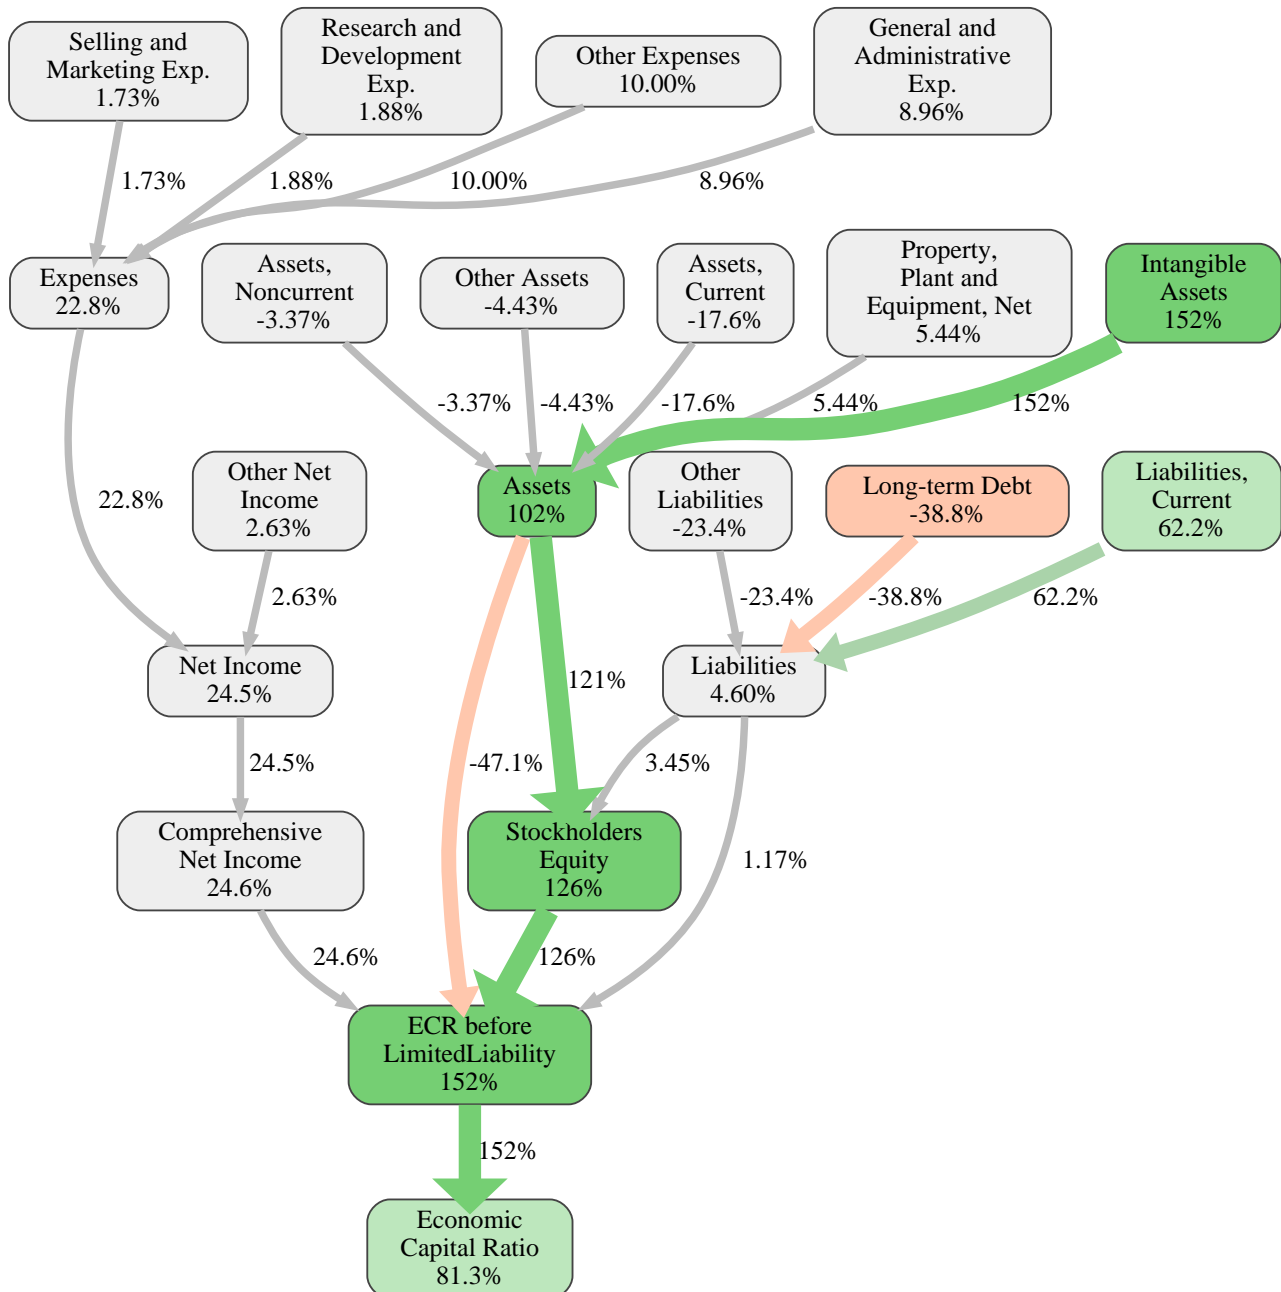 Selling and
Marketing Exp.
1.73%
Research and
Development
Exp.
1.88%
Other Expenses
10.00%
General and
Administrative
Exp.
8.96%
1.73%
1.88%
10.00%
8.96%
Expenses
22.8%
Assets,
Noncurrent
-3.37%
Other Assets
-4.43%
Assets,
Current
-17.6%
Property,
Plant and
Equipment, Net
5.44%
Intangible
Assets
152%
-3.37%
-4.43%
-17.6%
5.44%
152%
22.8%
Other Net
Income
2.63%
Assets
102%
Other
Liabilities
-23.4%
Long-term Debt
-38.8%
Liabilities,
Current
62.2%
2.63%
-23.4%
-38.8%
62.2%
Net Income
24.5%
121%
Liabilities
4.60%
24.5%
-47.1%
3.45%
Comprehensive
Net Income
24.6%
Stockholders
Equity
126%
1.17%
24.6%
126%
ECR before
LimitedLiability
152%
152%
Economic
Capital Ratio
81.3%